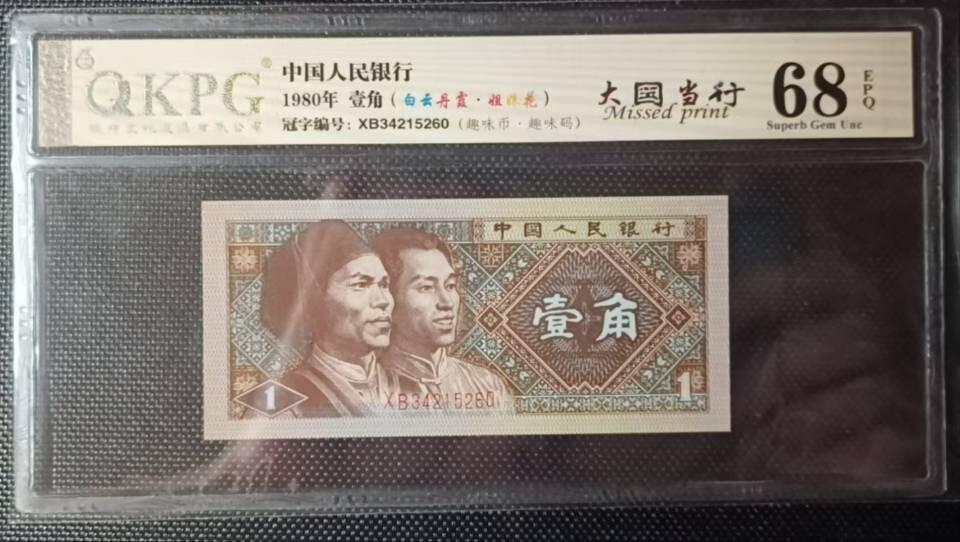 QKPG®
中国人民银行
1980年 壹角（白云丹霞·姐妹花）
冠字编号: XB34215260（趣味币·趣味码）
大国当行
Missed print
68
EPQ
Superb Gem Unc
中国人民银行
壹角
1
XB34215260
1